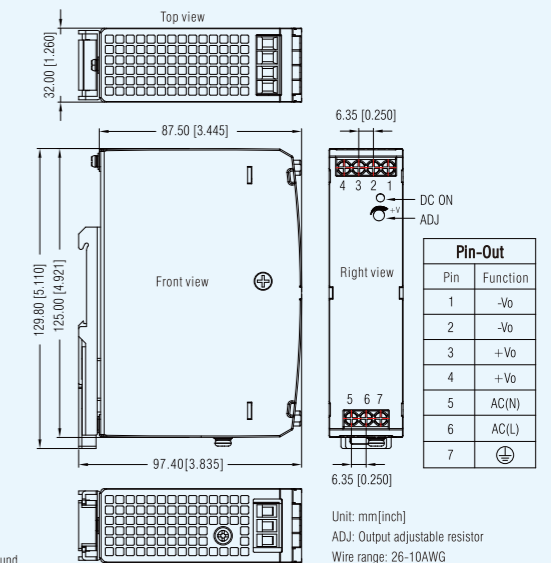 Top view
32.00 [1.260]
87.50 [3.445]
6.35 [0.250]
4 3 2 1
DC ON
+V
ADJ
129.80 [5.110]
125.00 [4.921]
Front view
Right view
Pin-Out
Pin Function
1 -Vo
2 -Vo
3 +Vo
4 +Vo
5 AC(N)
6 AC(L)
7
5 6 7
97.40[3.835]
6.35 [0.250]
Unit: mm[inch]
ADJ: Output adjustable resistor
Wire range: 26-10AWG